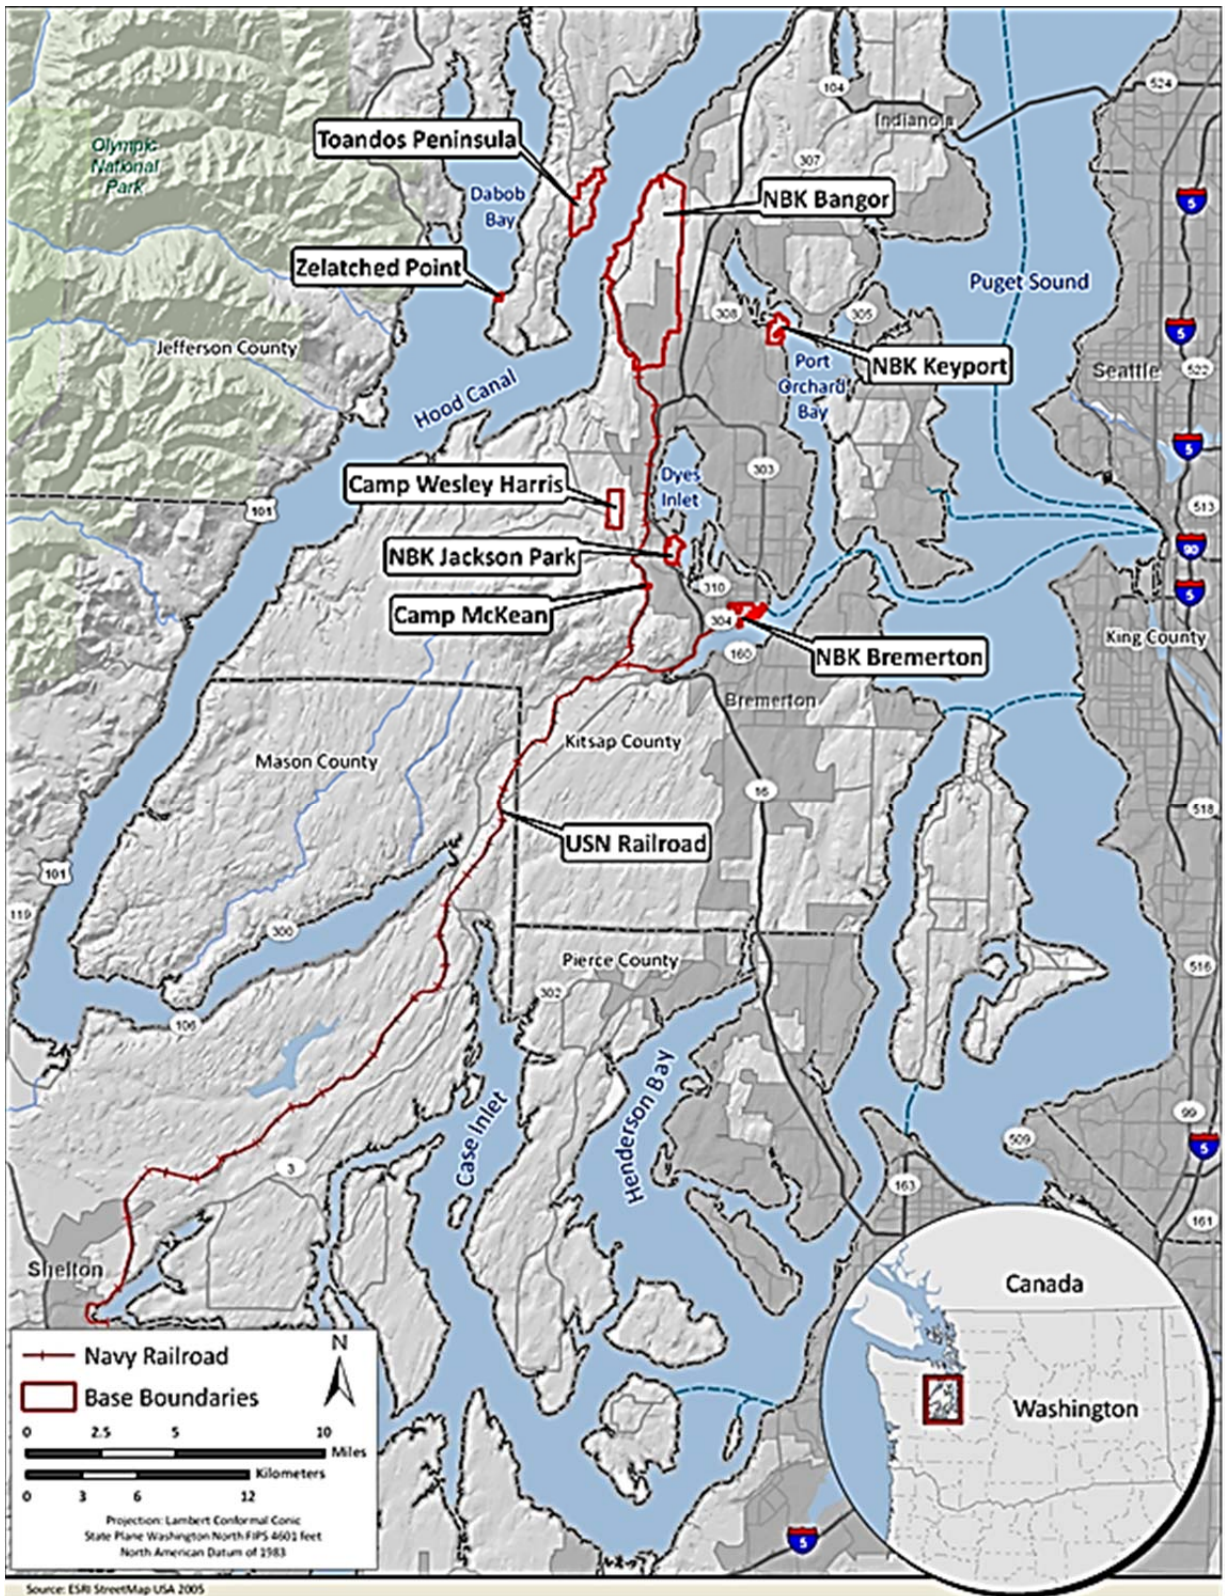 524
104
Indianola
Toandos Peninsula
Olympic
National
Park
307
Dabob
Bay
NBK Bangor
5
Zelatched Point
Puget Sound
308
305
5
Jefferson County
NBK Keyport
Port
Orchard
Bay
Seattle
522
Hood Canal
5
303
Dyes
Inlet
Camp Wesley Harris
101
513
NBK Jackson Park
90
310
5
Camp McKean
304
King County
160
NBK Bremerton
Bremerton
Kitsap County
Mason County
16
518
USN Railroad
101
119
300
Pierce County
516
302
106
Case Inlet
Henderson Bay
99
509
5
3
163
161
Shelton
Canada
Washington
N
Navy Railroad
Base Boundaries
0 2.5 5 10
Miles
Kilometers
0 3 6 12
Projection: Lambert Conformal Conic
State Plane Washington North FIPS 4601 feet
North American Datum of 1983
5
Source: ESRI StreetMap USA 2005